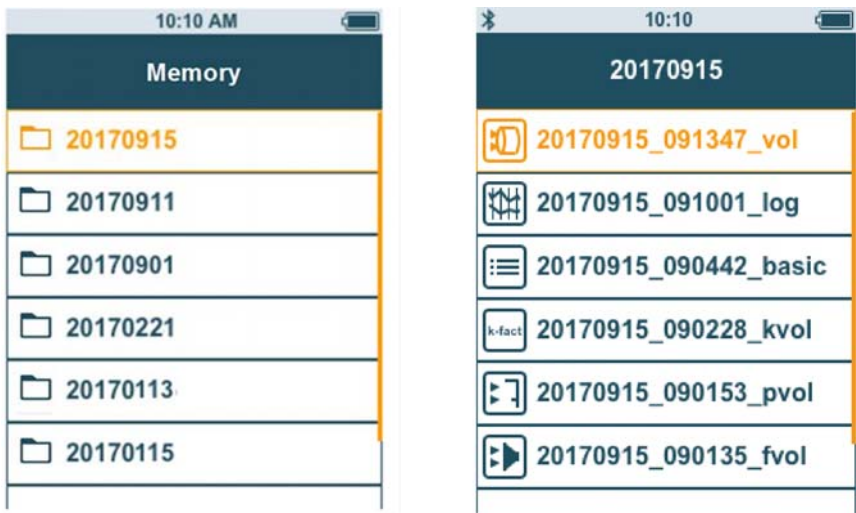 10:10 AM
Memory
20170915
20170911
20170901
20170221
20170113
20170115
10:10
20170915
20170915_091347_vol
20170915_091001_log
20170915_090442_basic
k-fact 20170915_090228_kvol
20170915_090153_pvol
20170915_090135_fvol